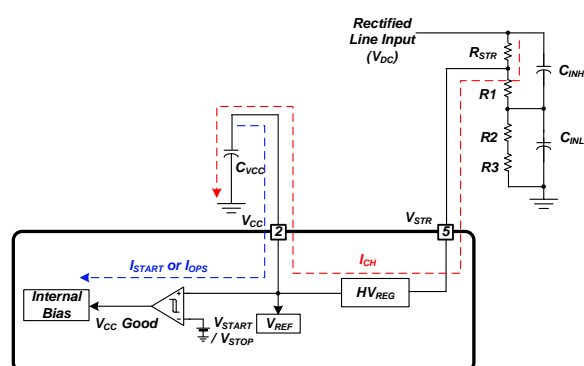 Rectified
Line Input
(VDC)
RSTR
CINH
R1
R2
CINL
R3
CVCC
VCC
2
VSTR
5
ISTART or IOPS
ICH
Internal
Bias
VCC Good
+
-
VSTART
/ VSTOP
VREF
HVREG